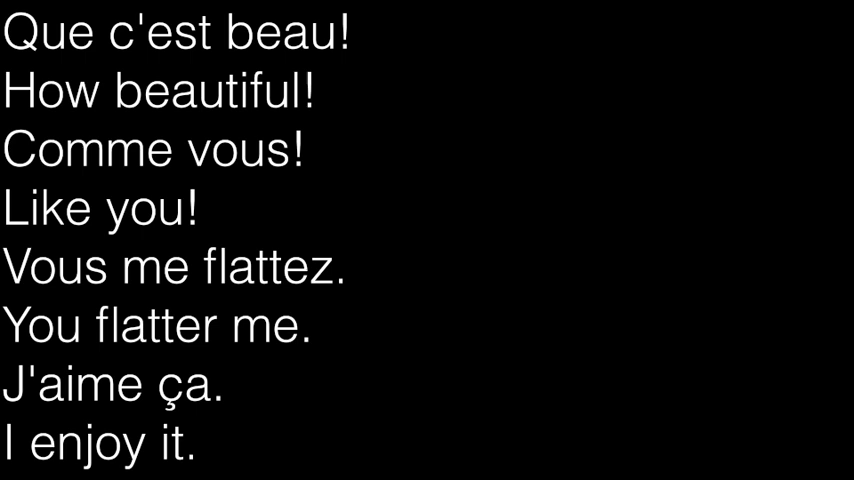 Que c'est beau!
How beautiful!
Comme vous!
Like you!
Vous me flattez.
You flatter me.
J'aime ça.
I enjoy it.